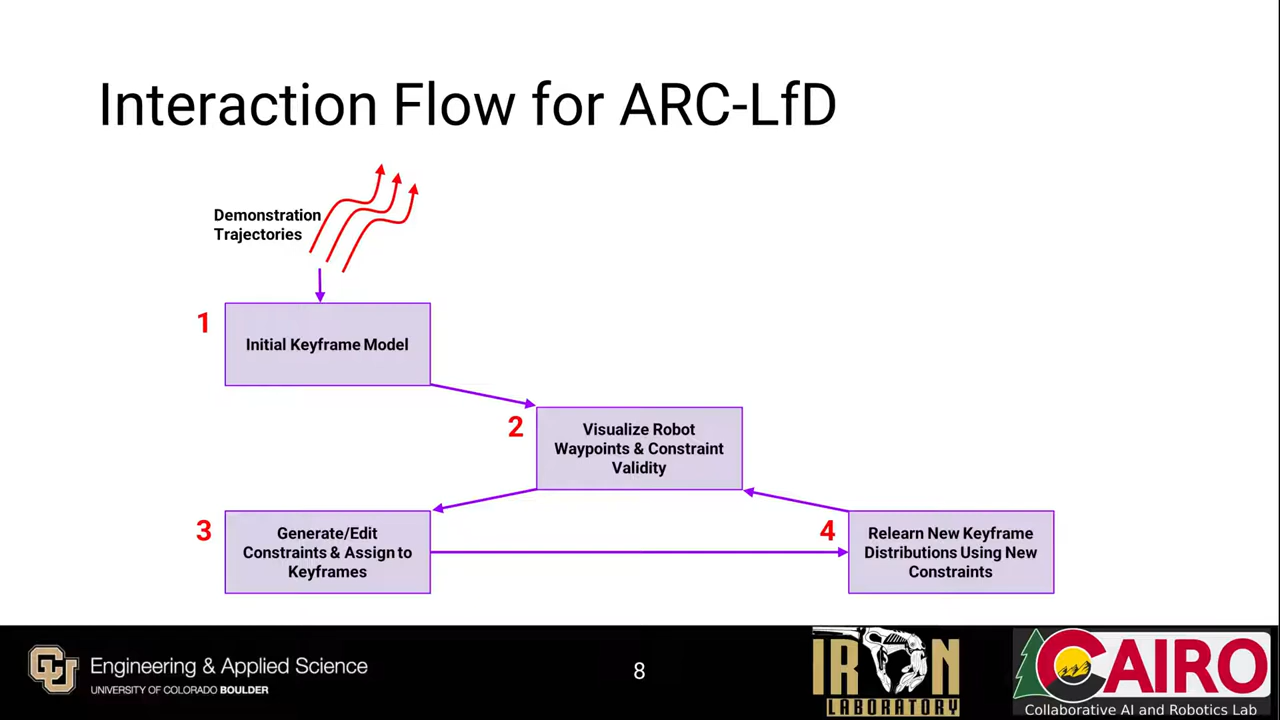 Interaction Flow for ARC-LfD
Demonstration
Trajectories
1
Initial Keyframe Model
2
Visualize Robot
Waypoints & Constraint
Validity
3
Generate/Edit
Constraints & Assign to
Keyframes
4
Relearn New Keyframe
Distributions Using New
Constraints
CU
Engineering & Applied Science
UNIVERSITY OF COLORADO BOULDER
8
IRON
LABORATORY
CAIRO
Collaborative AI and Robotics Lab